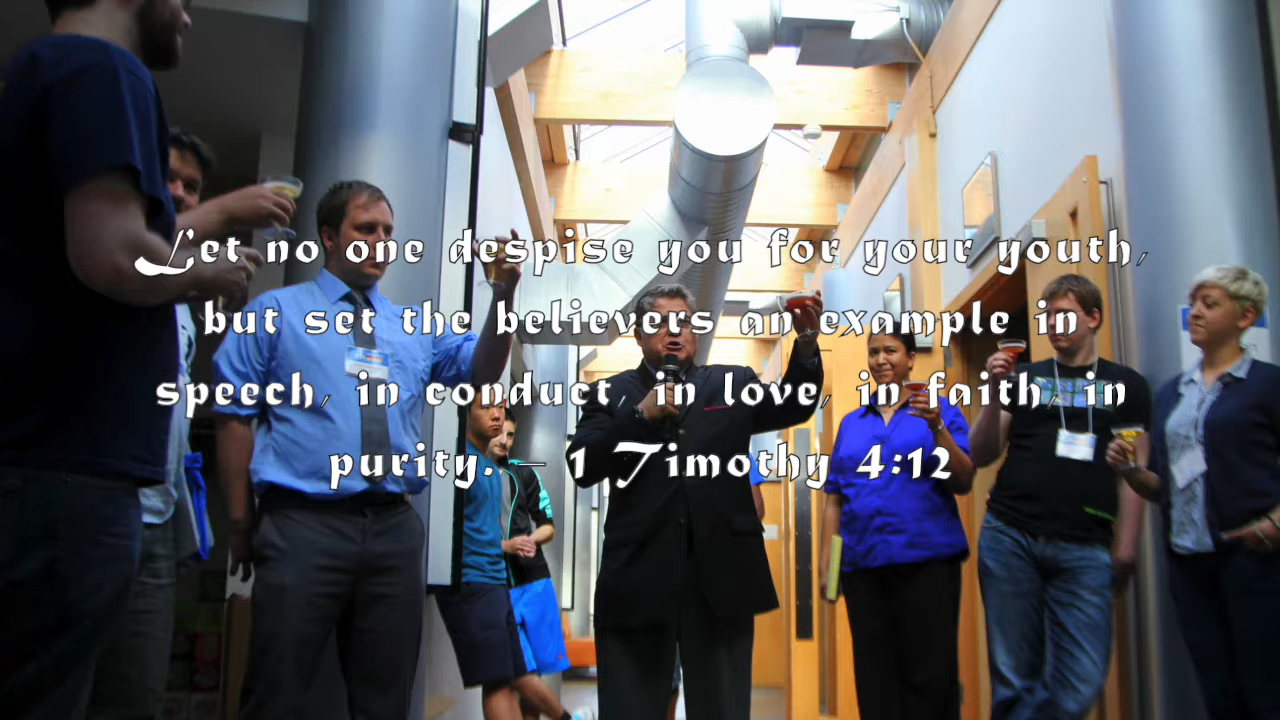 Let no one despise you for your youth,
but set the believers an example in
speech, in conduct, in love, in faith, in
purity. — 1 Timothy 4:12